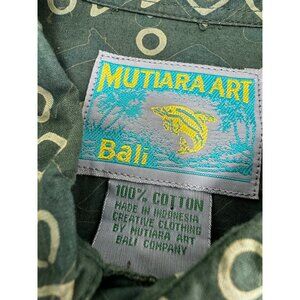 MUTIARA ART
Bali
100% COTTON
MADE IN INDONESIA
CREATIVE CLOTHING
BY MUTIARA ART
BALI COMPANY